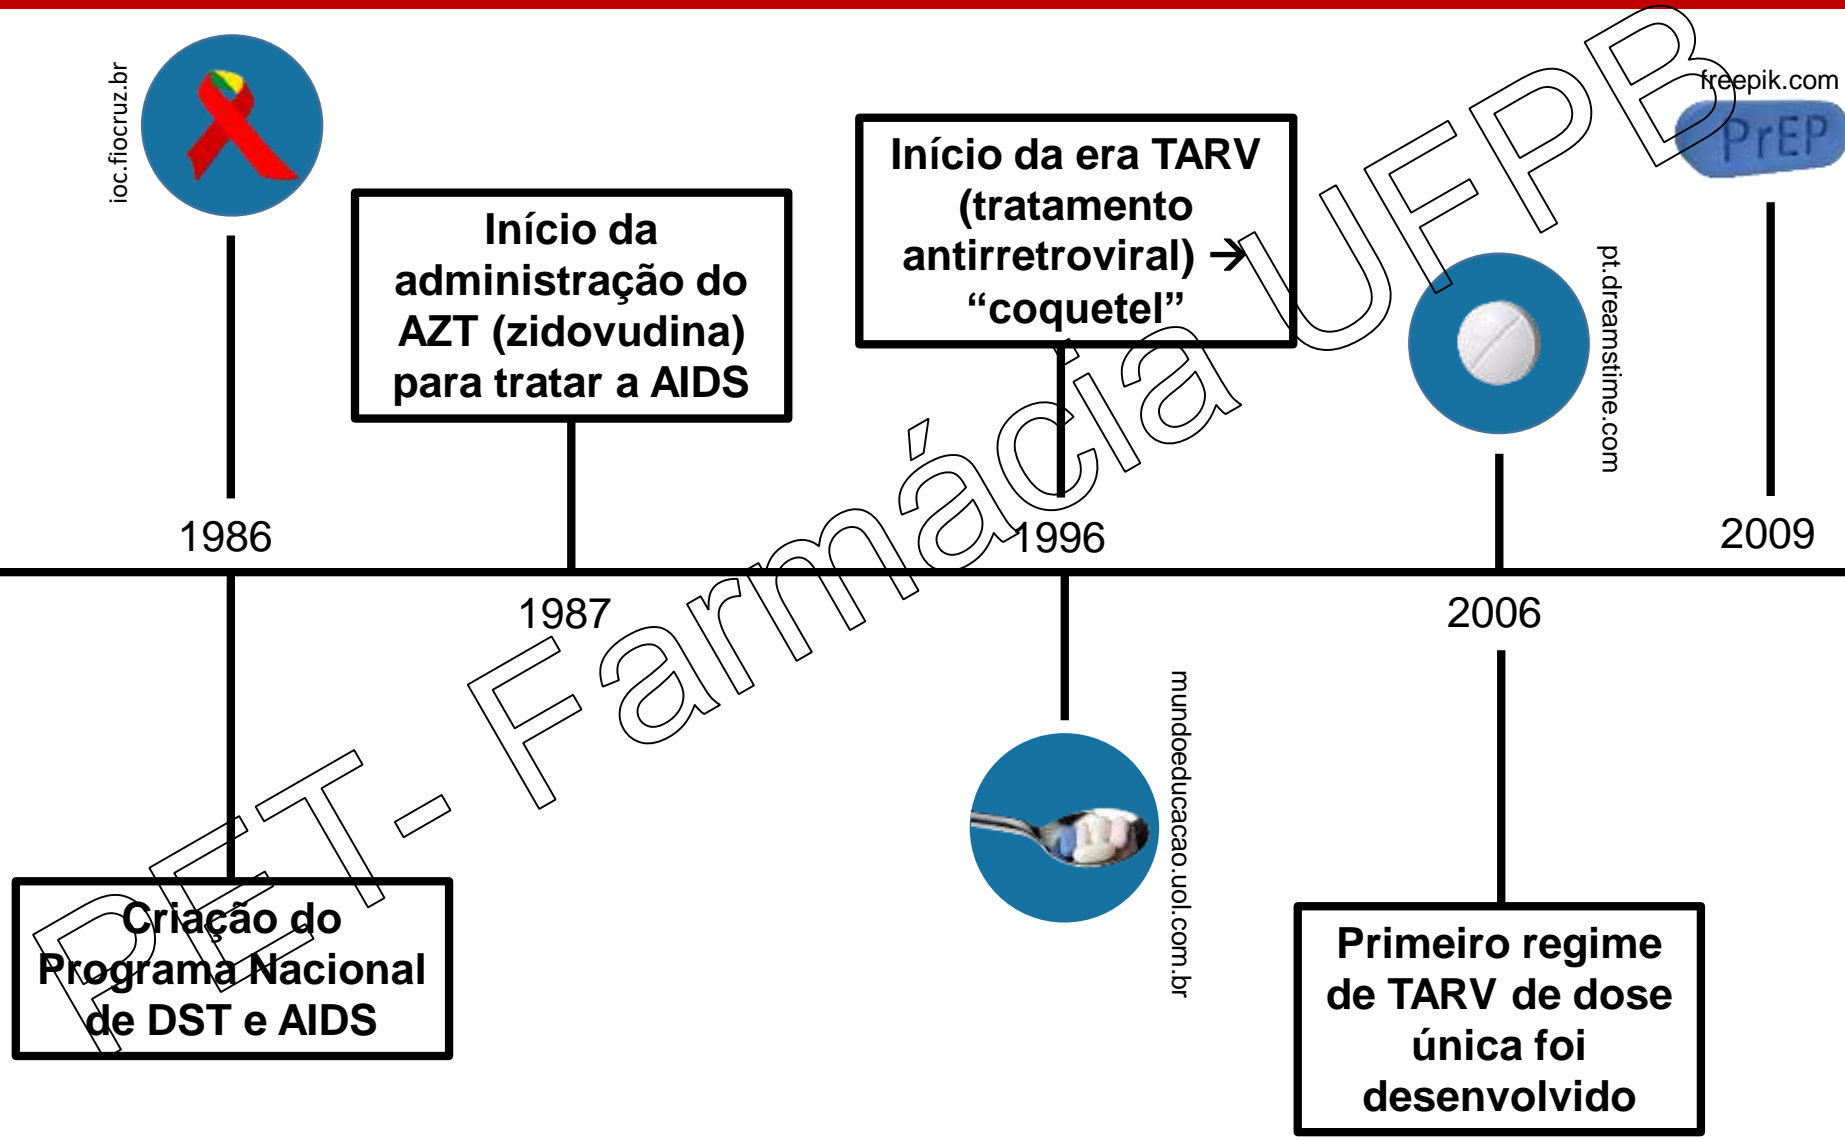 ioc.fiocruz.br
freepik.com
PrEP
Início da
administração do
AZT (zidovudina)
para tratar a AIDS
Início da era TARV
(tratamento
antirretroviral) →
“coquetel”
pt.dreamstime.com
1986
1987
1996
2006
2009
mundoeducacao.uol.com.br
Criação do
Programa Nacional
de DST e AIDS
Primeiro regime
de TARV de dose
única foi
desenvolvido
PET- Farmácia UFPB